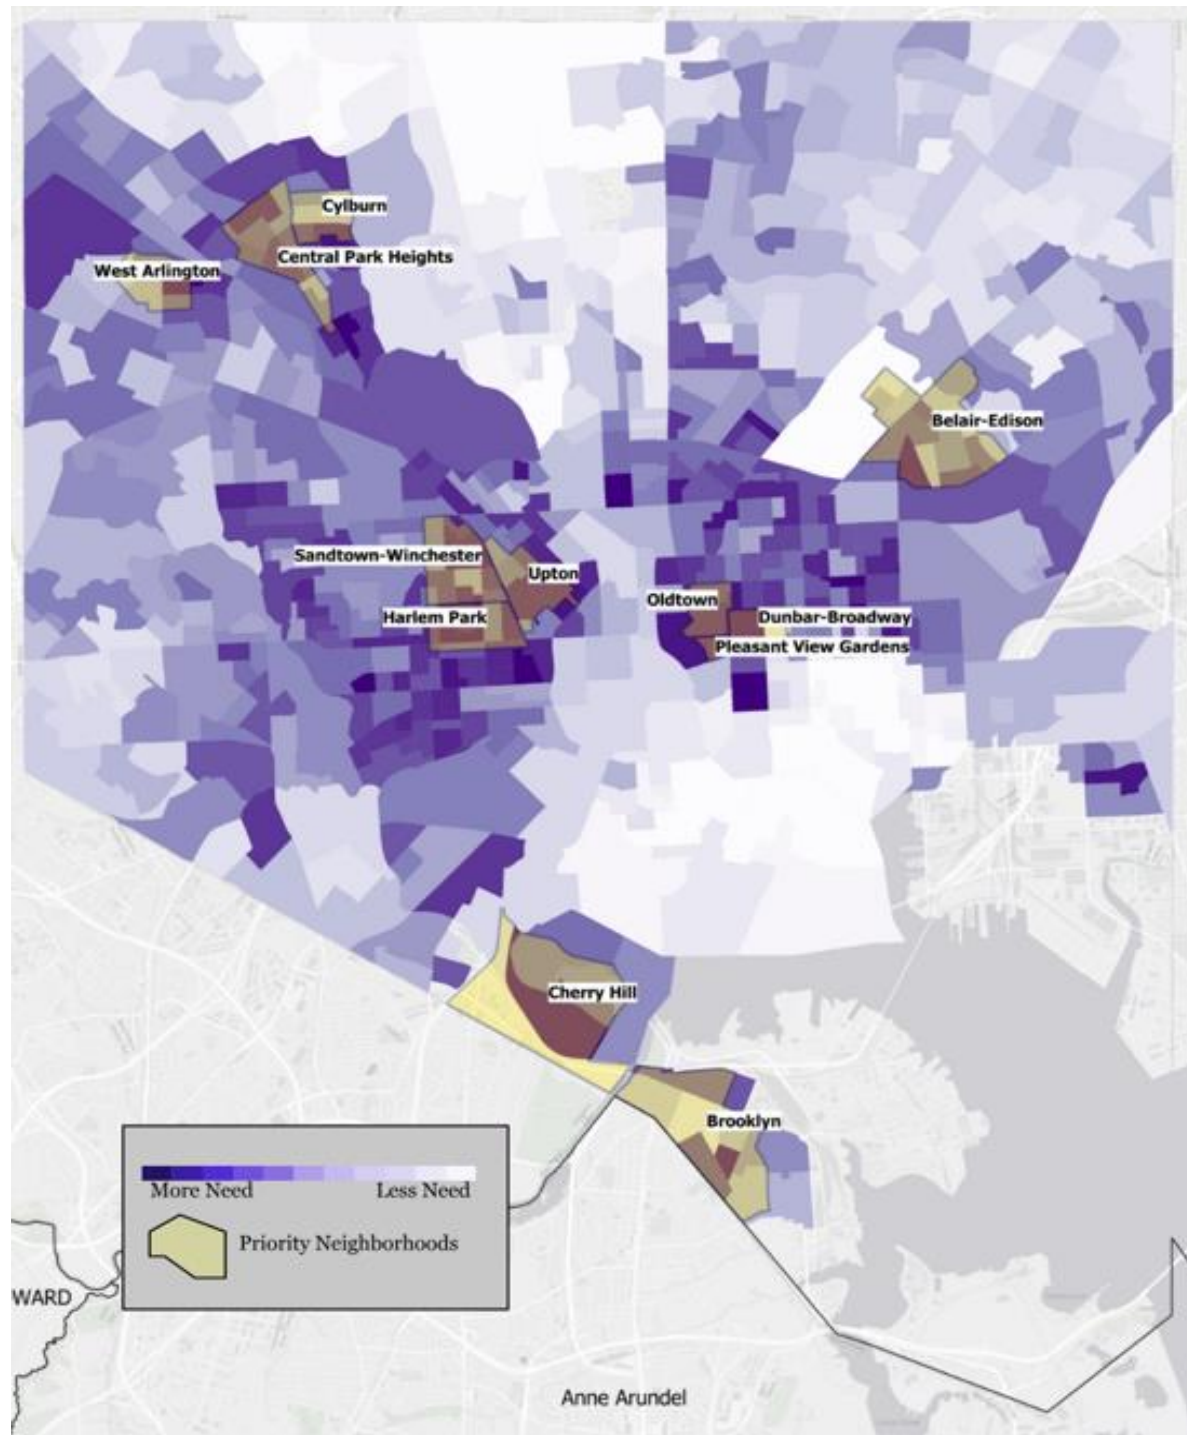 Cylburn
Central Park Heights
West Arlington
Belair-Edison
Sandtown-Winchester
Upton
Oldtown
Harlem Park
Dunbar-Broadway
Pleasant View Gardens
Cherry Hill
Brooklyn
More Need
Less Need
Priority Neighborhoods
WARD
Anne Arundel